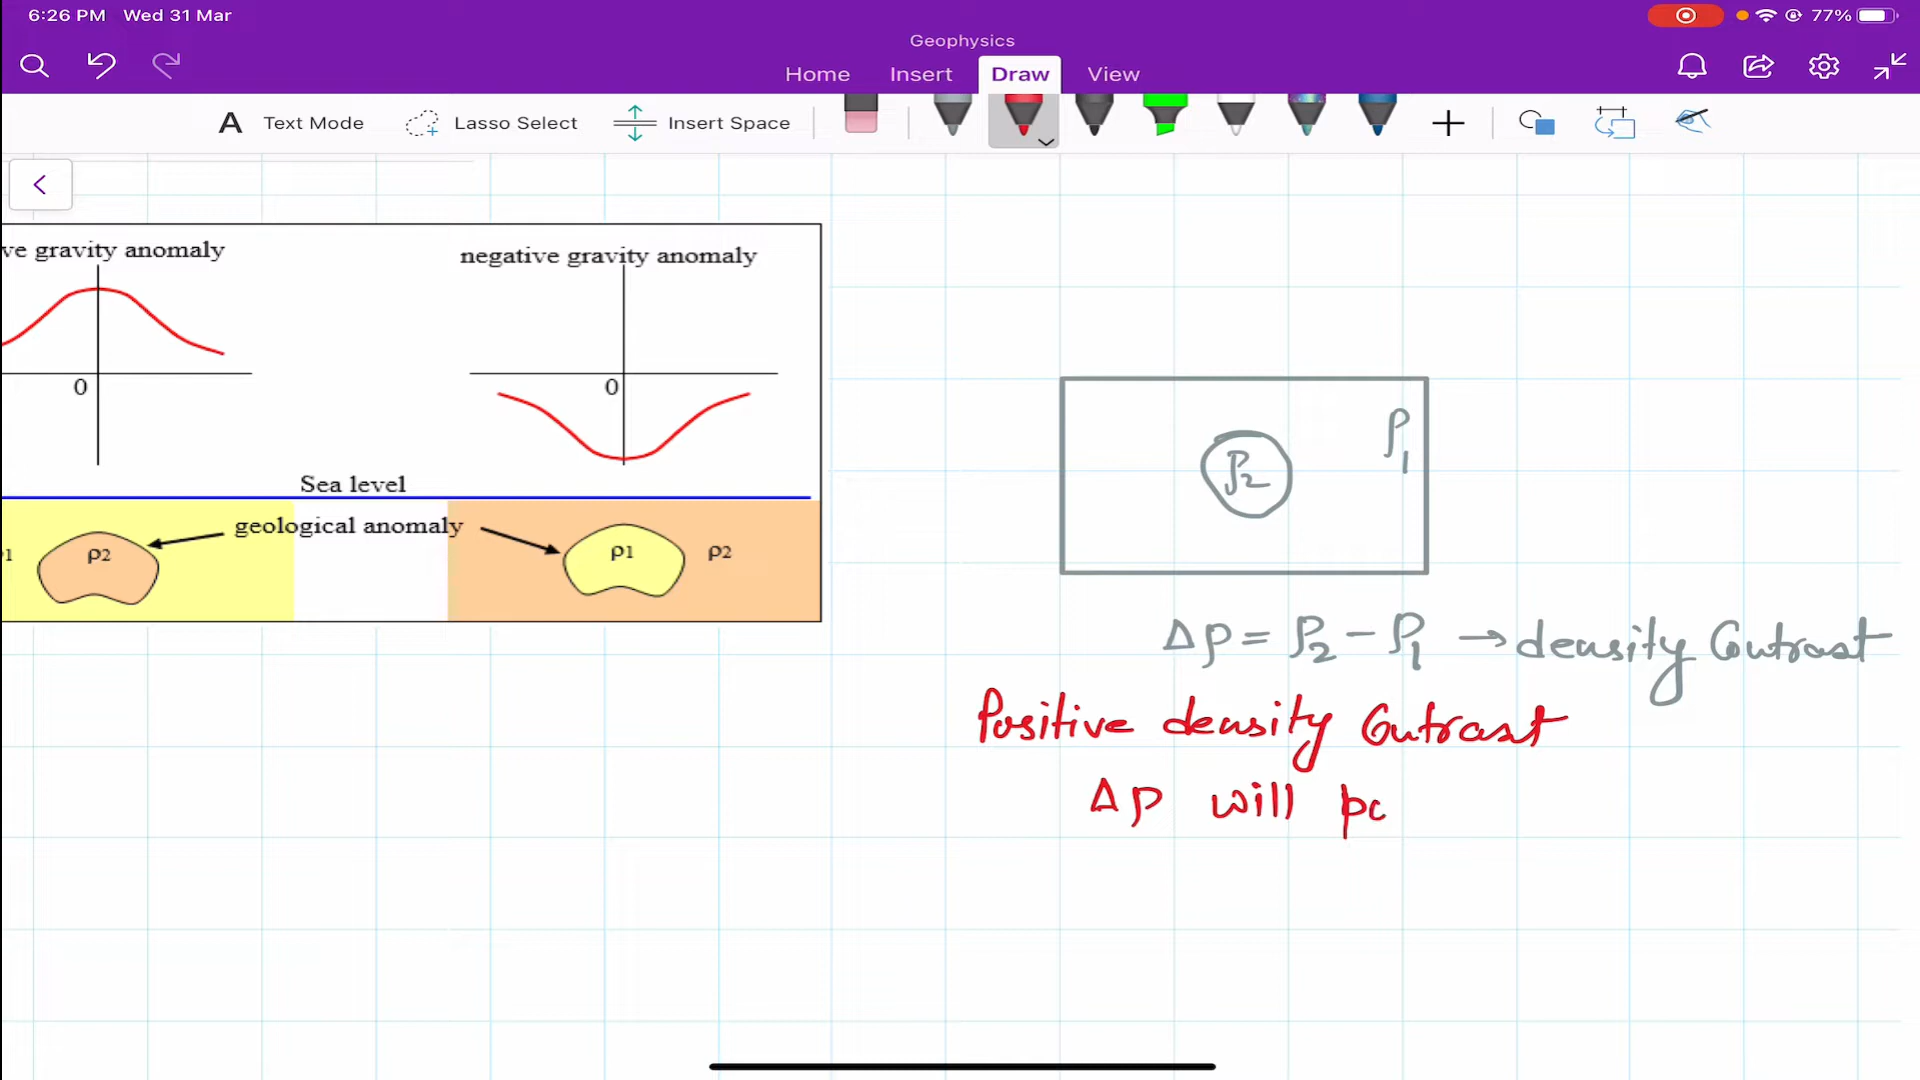 6:26 PM Wed 31 Mar
77%
Geophysics
Home Insert Draw View
A Text Mode Lasso Select Insert Space
ve gravity anomaly
negative gravity anomaly
0
0
Sea level
geological anomaly
ρ1
ρ2
ρ1
ρ2
ρ1
ρ2
Δρ = ρ2 - ρ1 → density Contrast
Positive density Contrast
Δρ will po